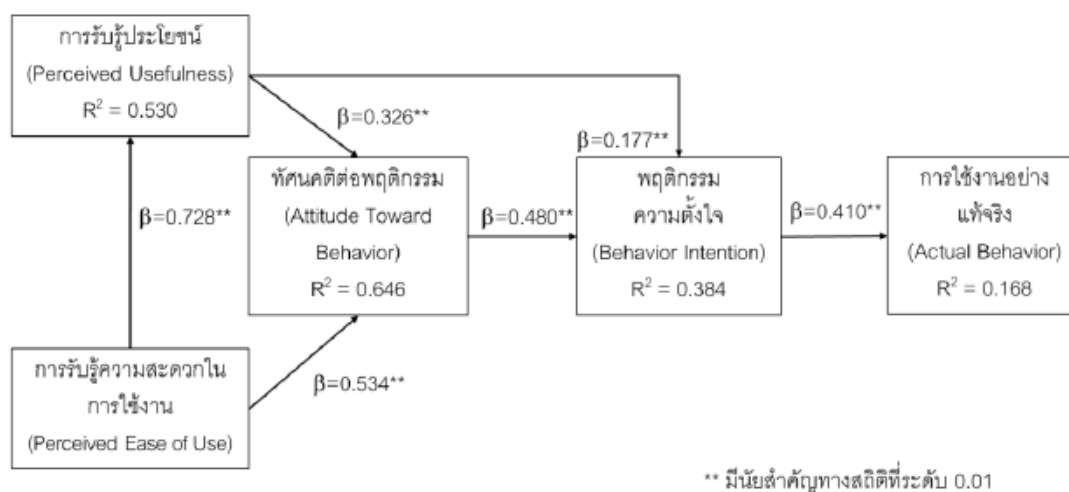 การรับรู้ประโยชน์
(Perceived Usefulness)
R² = 0.530
β=0.326**
β=0.177**
ทัศนคติต่อพฤติกรรม
(Attitude Toward
Behavior)
R² = 0.646
พฤติกรรม
ความตั้งใจ
(Behavior Intention)
R² = 0.384
การใช้งานอย่าง
แท้จริง
(Actual Behavior)
R² = 0.168
β=0.728**
β=0.480**
β=0.410**
การรับรู้ความสะดวกใน
การใช้งาน
(Perceived Ease of Use)
β=0.534**
** มีนัยสำคัญทางสถิติที่ระดับ 0.01